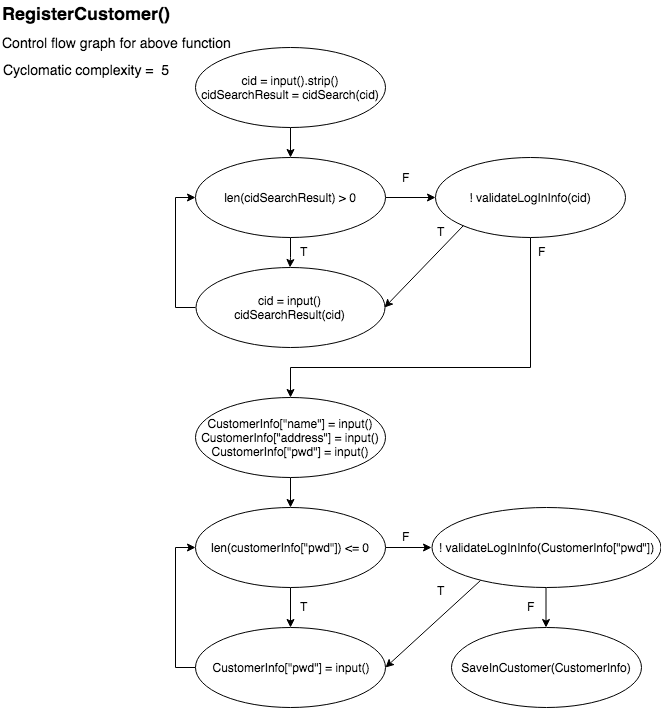 RegisterCustomer()
Control flow graph for above function
Cyclomatic complexity = 5
cid = input().strip()
cidSearchResult = cidSearch(cid)
len(cidSearchResult) > 0
F
! validateLogInInfo(cid)
T
T
F
cid = input()
cidSearchResult(cid)
CustomerInfo["name"] = input()
CustomerInfo["address"] = input()
CustomerInfo["pwd"] = input()
len(customerInfo["pwd"]) <= 0
F
! validateLogInInfo(CustomerInfo["pwd"])
T
T
F
CustomerInfo["pwd"] = input()
SaveInCustomer(CustomerInfo)